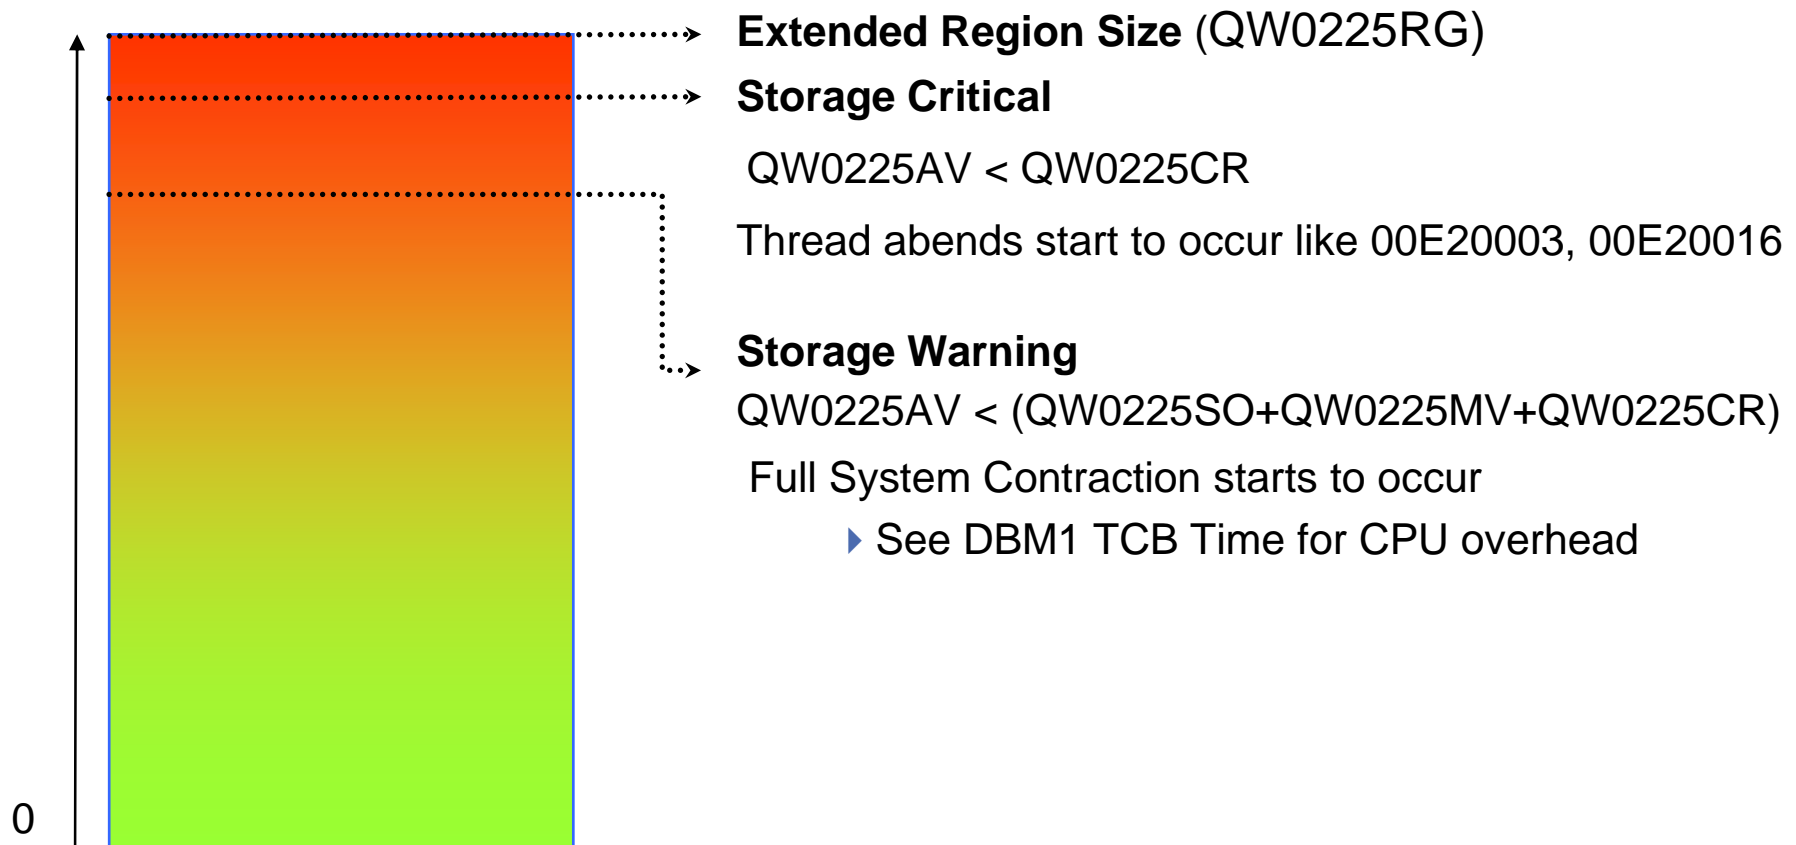 Extended Region Size (QW0225RG)
Storage Critical
QW0225AV < QW0225CR
Thread abends start to occur like 00E20003, 00E20016
Storage Warning
QW0225AV < (QW0225SO+QW0225MV+QW0225CR)
Full System Contraction starts to occur
See DBM1 TCB Time for CPU overhead
0